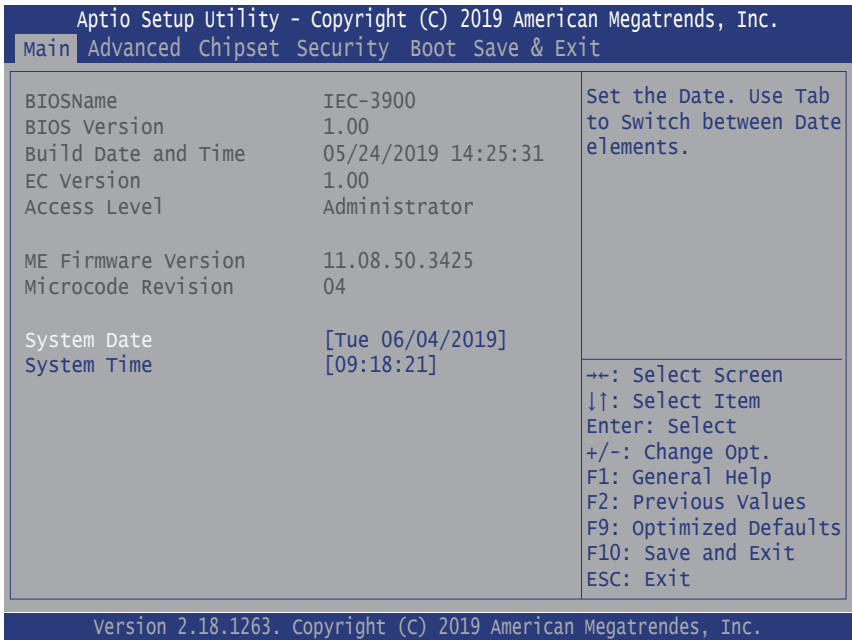 Aptio Setup Utility - Copyright (C) 2019 American Megatrends, Inc.
Main Advanced Chipset Security Boot Save & Exit
BIOSName IEC-3900
BIOS Version 1.00
Build Date and Time 05/24/2019 14:25:31
EC Version 1.00
Access Level Administrator
ME Firmware Version 11.08.50.3425
Microcode Revision 04
System Date [Tue 06/04/2019]
System Time [09:18:21]
Set the Date. Use Tab
to Switch between Date
elements.
→←: Select Screen
↓↑: Select Item
Enter: Select
+/-: Change Opt.
F1: General Help
F2: Previous Values
F9: Optimized Defaults
F10: Save and Exit
ESC: Exit
Version 2.18.1263. Copyright (C) 2019 American Megatrendes, Inc.